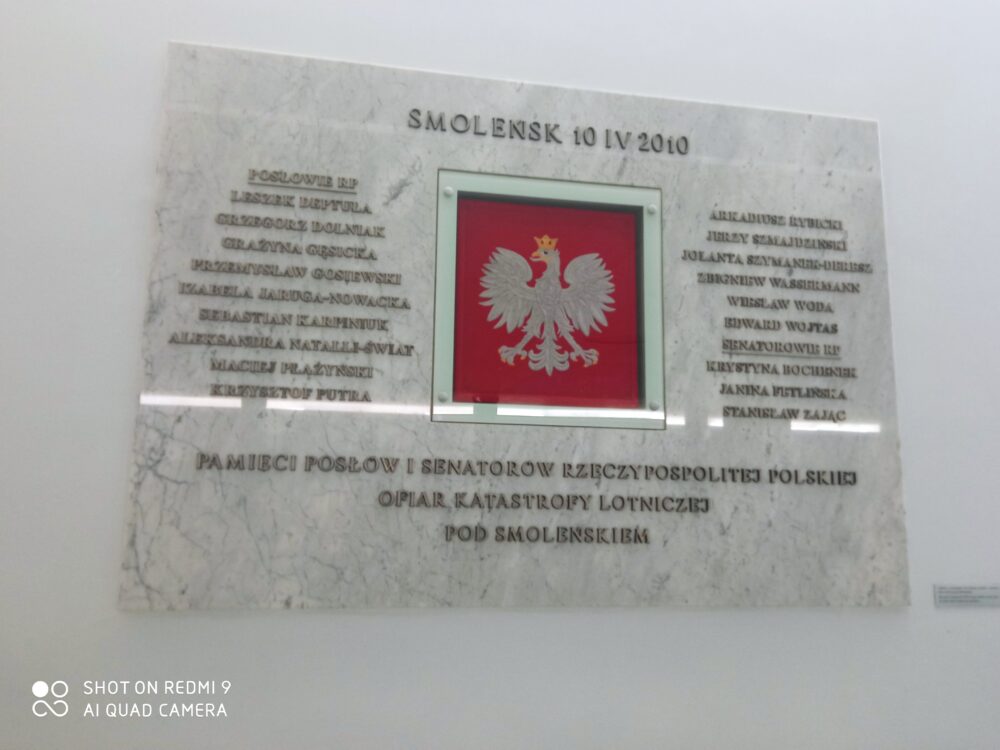 SMOLEŃSK 10 IV 2010
POSŁOWIE RP
LESZEK DEPTUŁA
GRZEGORZ DOLNIAK
GRAŻYNA GĘSICKA
PRZEMYSŁAW GOSIEWSKI
IZABELA JARUGA-NOWACKA
SEBASTIAN KARPINIUK
ALEKSANDRA NATALLI-ŚWIAT
MACIEJ PŁAŻYŃSKI
KRZYSZTOF PUTRA
ARKADIUSZ RYBICKI
JERZY SZMAJDZIŃSKI
JOLANTA SZYMANEK-DERESZ
ZBIGNIEW WASSERMANN
WIESŁAW WODA
EDWARD WOJTAS
SENATOROWIE RP
KRYSTYNA BOCHENEK
JANINA FETLIŃSKA
STANISŁAW ZAJĄC
PAMIĘCI POSŁÓW I SENATORÓW RZECZYPOSPOLITEJ POLSKIEJ
OFIAR KATASTROFY LOTNICZEJ
POD SMOLEŃSKIEM
SHOT ON REDMI 9
AI QUAD CAMERA